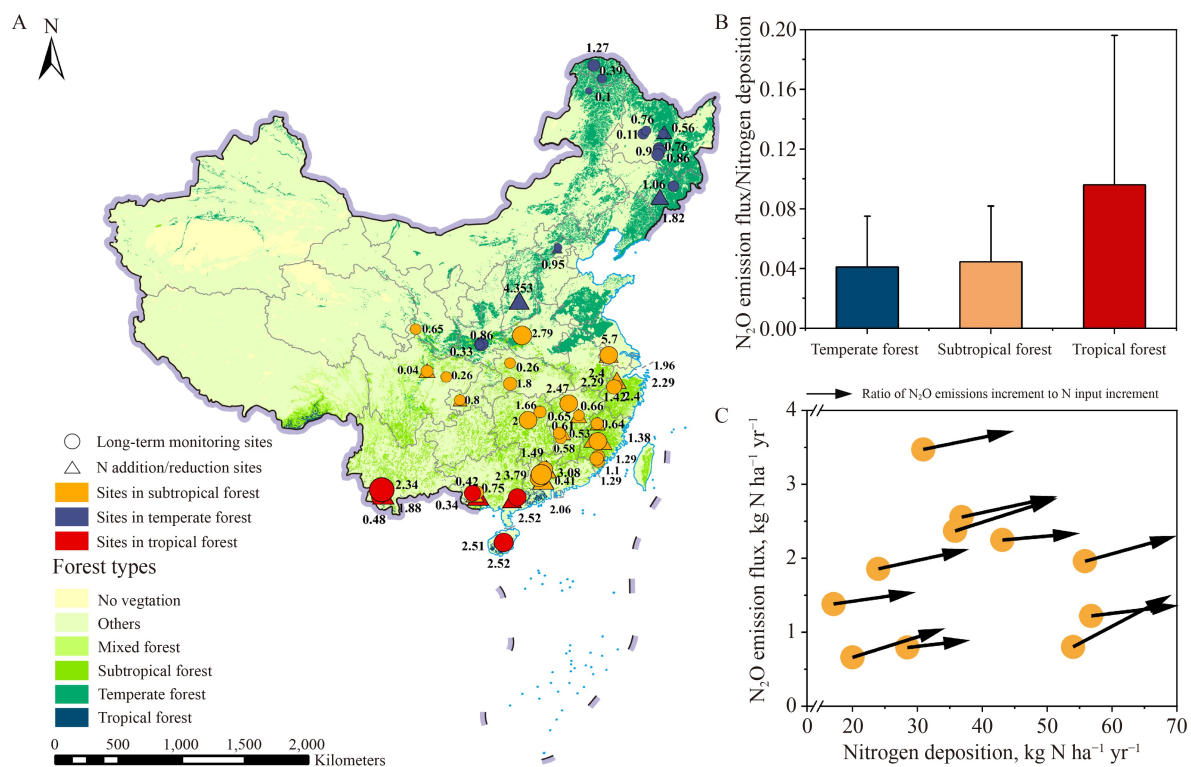 A
N
1.27
0.39
0.1
0.76
0.11
0.56
0.76
0.9
0.86
1.06
1.82
0.95
4.353
0.65
0.86
0.33
2.79
5.7
0.04
0.26
0.26
1.96
2.4
2.29
2.29
1.8
1.42
2.4
0.8
2.47
1.66
0.66
0.65
2
0.61
0.64
0.53
0.58
1.38
1.49
1.29
3.08
1.1
2
3.79
0.41
1.29
2.34
0.42
0.75
1.88
0.34
2.06
0.48
2.52
2.51
2.52
Long-term monitoring sites
N addition/reduction sites
Sites in subtropical forest
Sites in temperate forest
Sites in tropical forest
Forest types
No vegtation
Others
Mixed forest
Subtropical forest
Temperate forest
Tropical forest
0 500 1,000 1,500 2,000
Kilometers
B
N₂O emission flux/Nitrogen deposition
0.20
0.16
0.12
0.08
0.04
0.00
Temperate forest Subtropical forest Tropical forest
Ratio of N₂O emissions increment to N input increment
C
N₂O emission flux, kg N ha⁻¹ yr⁻¹
4
3
2
1
0
0 20 30 40 50 60 70
Nitrogen deposition, kg N ha⁻¹ yr⁻¹